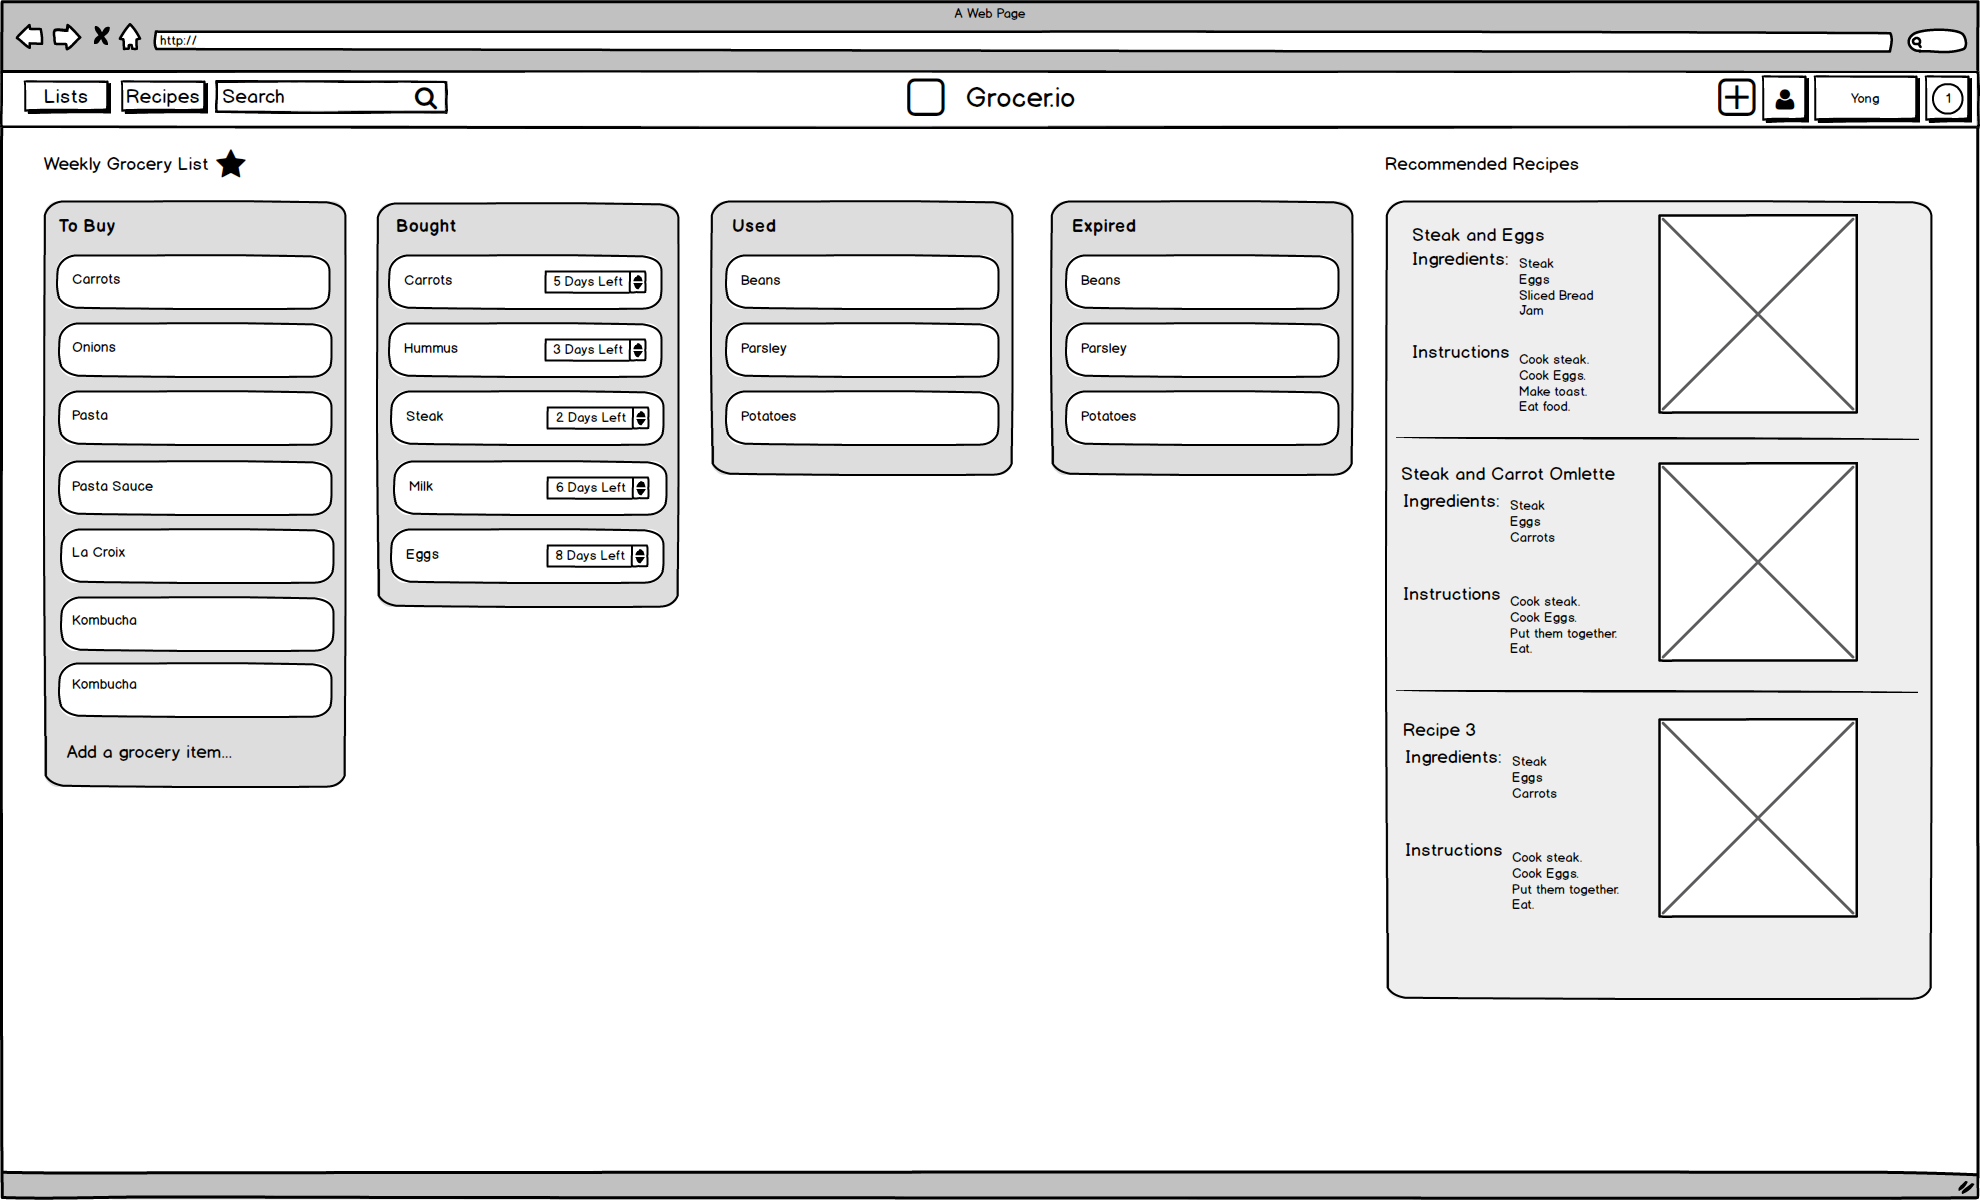 A Web Page
http://
Lists
Recipes
Search
Grocer.io
Yong
1
Weekly Grocery List
To Buy
Carrots
Onions
Pasta
Pasta Sauce
La Croix
Kombucha
Kombucha
Add a grocery item...
Bought
Carrots 5 Days Left
Hummus 3 Days Left
Steak 2 Days Left
Milk 6 Days Left
Eggs 8 Days Left
Used
Beans
Parsley
Potatoes
Expired
Beans
Parsley
Potatoes
Recommended Recipes
Steak and Eggs
Ingredients:
Steak
Eggs
Sliced Bread
Jam
Instructions
Cook steak.
Cook Eggs.
Make toast.
Eat food.
Steak and Carrot Omlette
Ingredients:
Steak
Eggs
Carrots
Instructions
Cook steak.
Cook Eggs.
Put them together.
Eat.
Recipe 3
Ingredients:
Steak
Eggs
Carrots
Instructions
Cook steak.
Cook Eggs.
Put them together.
Eat.